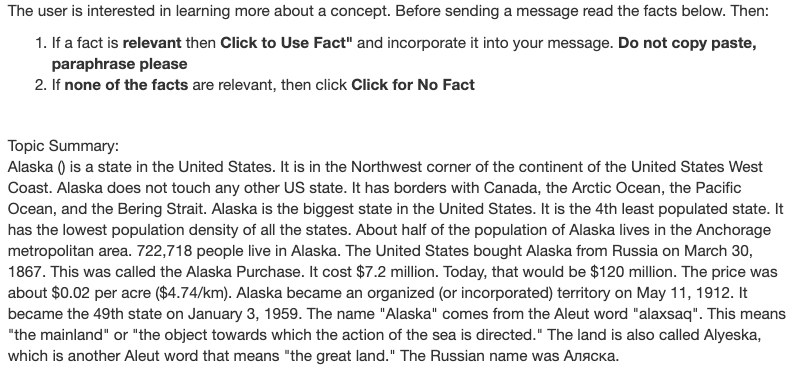 The user is interested in learning more about a concept. Before sending a message read the facts below. Then:
1. If a fact is relevant then Click to Use Fact" and incorporate it into your message. Do not copy paste,
paraphrase please
2. If none of the facts are relevant, then click Click for No Fact
Topic Summary:
Alaska () is a state in the United States. It is in the Northwest corner of the continent of the United States West
Coast. Alaska does not touch any other US state. It has borders with Canada, the Arctic Ocean, the Pacific
Ocean, and the Bering Strait. Alaska is the biggest state in the United States. It is the 4th least populated state. It
has the lowest population density of all the states. About half of the population of Alaska lives in the Anchorage
metropolitan area. 722,718 people live in Alaska. The United States bought Alaska from Russia on March 30,
1867. This was called the Alaska Purchase. It cost $7.2 million. Today, that would be $120 million. The price was
about $0.02 per acre ($4.74/km). Alaska became an organized (or incorporated) territory on May 11, 1912. It
became the 49th state on January 3, 1959. The name "Alaska" comes from the Aleut word "alaxsaq". This means
"the mainland" or "the object towards which the action of the sea is directed." The land is also called Alyeska,
which is another Aleut word that means "the great land." The Russian name was Аляска.